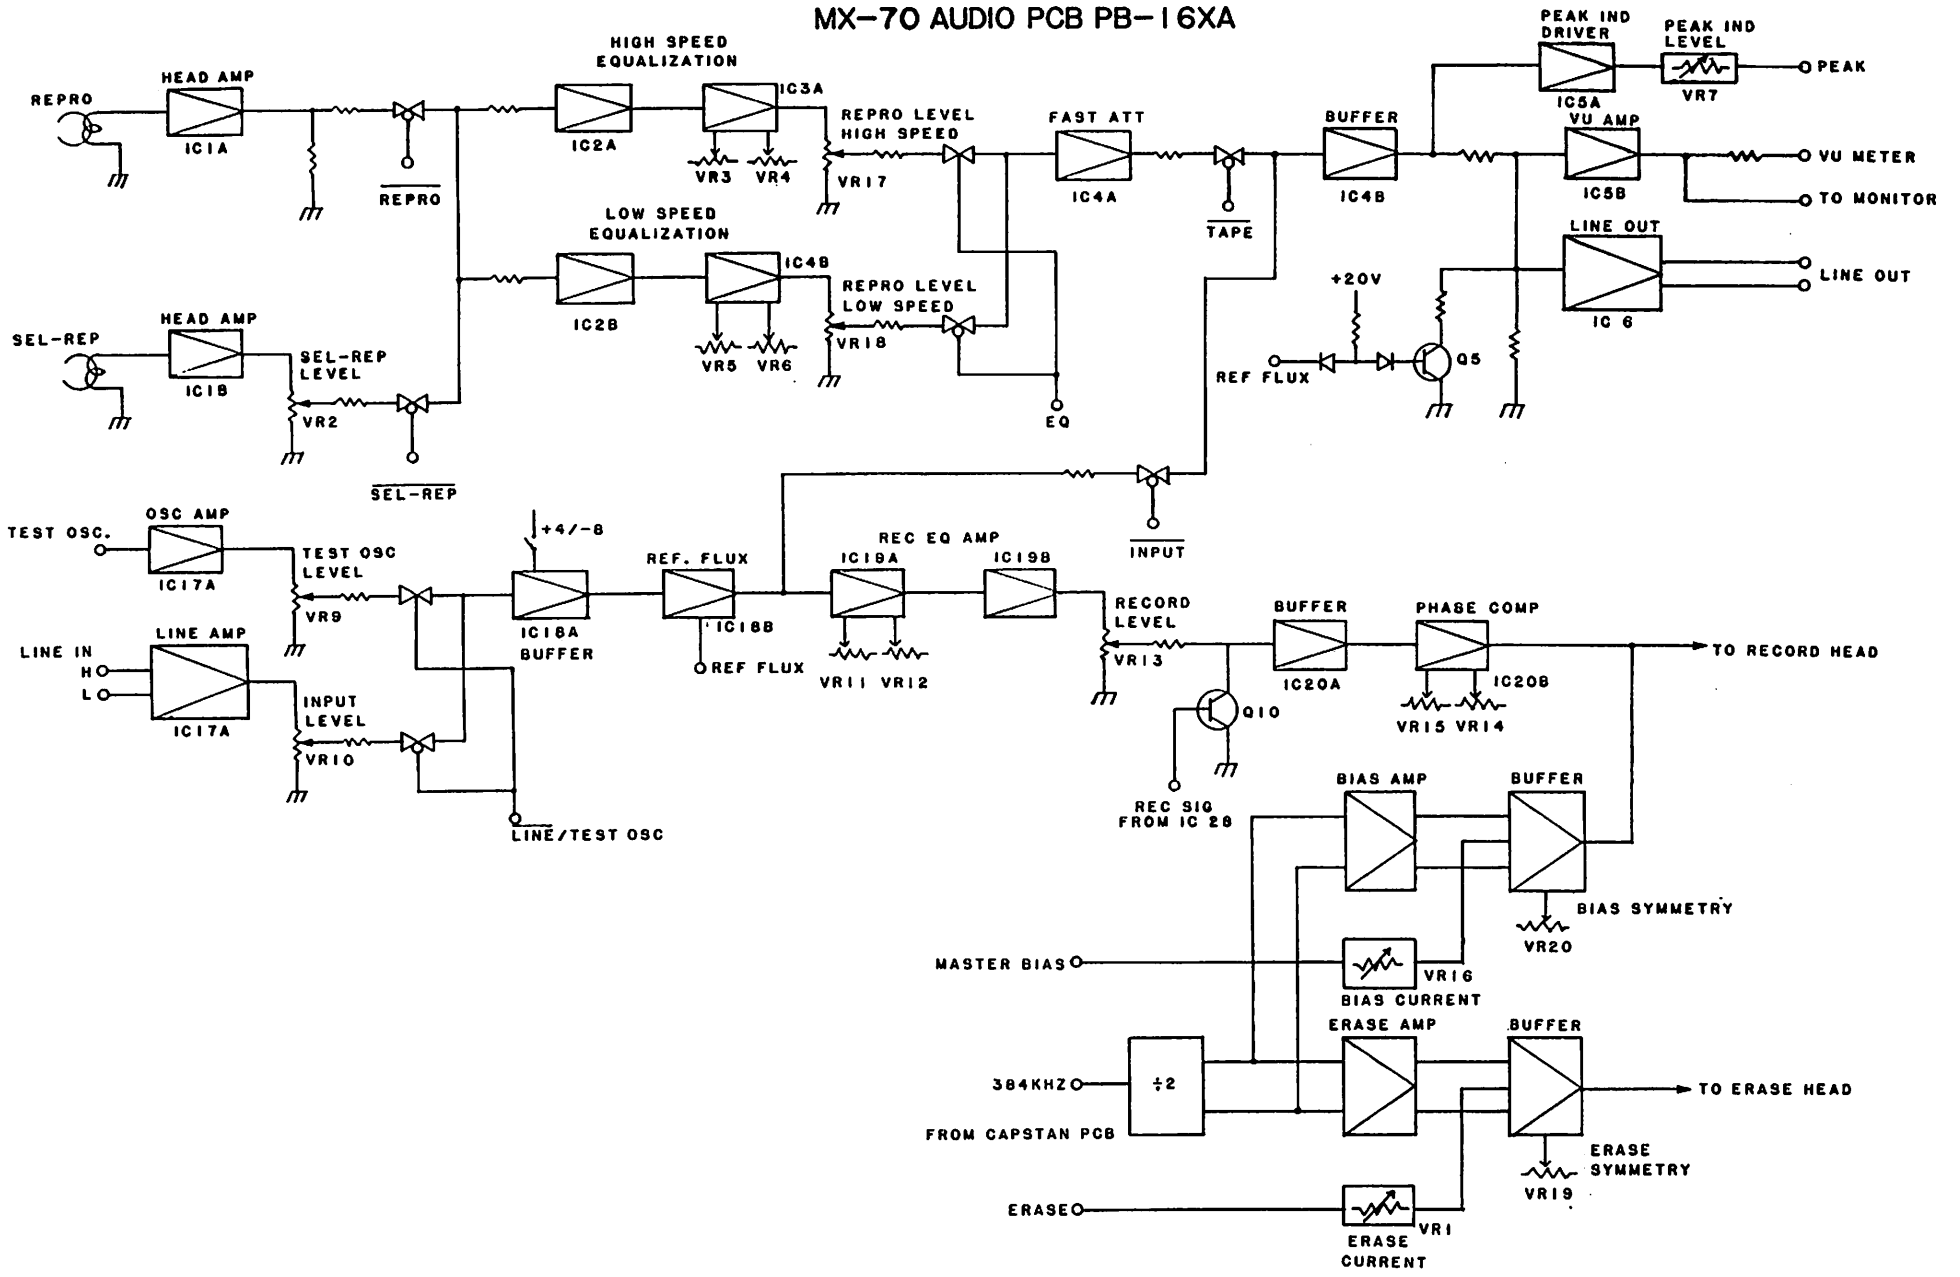 MX-70 AUDIO PCB PB-16XA
PEAK IND
DRIVER
PEAK IND
LEVEL
PEAK
IC5A
VR7
HIGH SPEED
EQUALIZATION
HEAD AMP
REPRO
IC1A
REPRO
IC2A
IC3A
VR3
VR4
REPRO LEVEL
HIGH SPEED
VR17
FAST ATT
IC4A
TAPE
BUFFER
IC4B
VU AMP
IC5B
VU METER
TO MONITOR
LINE OUT
LINE OUT
IC 6
LOW SPEED
EQUALIZATION
IC2B
IC4B
VR5
VR6
REPRO LEVEL
LOW SPEED
VR18
EQ
+20V
REF FLUX
Q5
HEAD AMP
SEL-REP
IC1B
SEL-REP
LEVEL
VR2
SEL-REP
OSC AMP
TEST OSC.
IC17A
TEST OSC
LEVEL
VR9
+4/-8
IC18A
BUFFER
REF. FLUX
IC18B
REF FLUX
INPUT
REC EQ AMP
IC19A
IC19B
VR11
VR12
RECORD
LEVEL
VR13
BUFFER
IC20A
PHASE COMP
IC20B
VR15
VR14
TO RECORD HEAD
LINE AMP
LINE IN
H
L
IC17A
INPUT
LEVEL
VR10
LINE/TEST OSC
Q10
REC SIG
FROM IC 28
BIAS AMP
BUFFER
BIAS SYMMETRY
VR20
MASTER BIAS
VR16
BIAS CURRENT
ERASE AMP
BUFFER
384KHZ
÷2
FROM CAPSTAN PCB
TO ERASE HEAD
ERASE
SYMMETRY
VR19
ERASE
VR1
ERASE
CURRENT